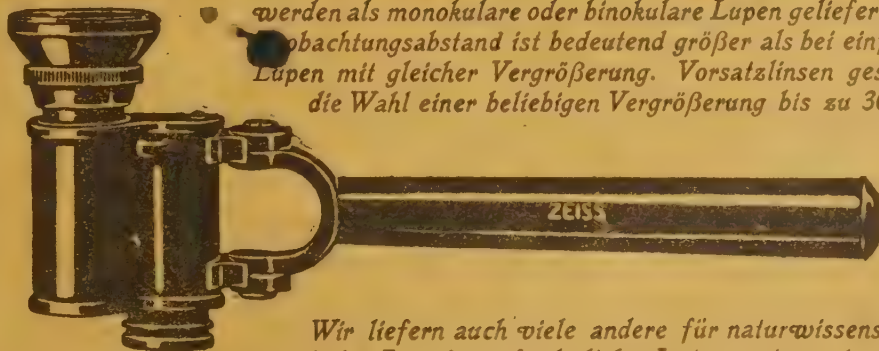 werden als monokulare oder binokulare Lupen geliefer
obachtungsabstand ist bedeutend größer als bei ein
Lupen mit gleicher Vergrößerung. Vorsatzlinsen ges
die Wahl einer beliebigen Vergrößerung bis zu 30
ZEISS
Wir liefern auch viele andere für naturwissens